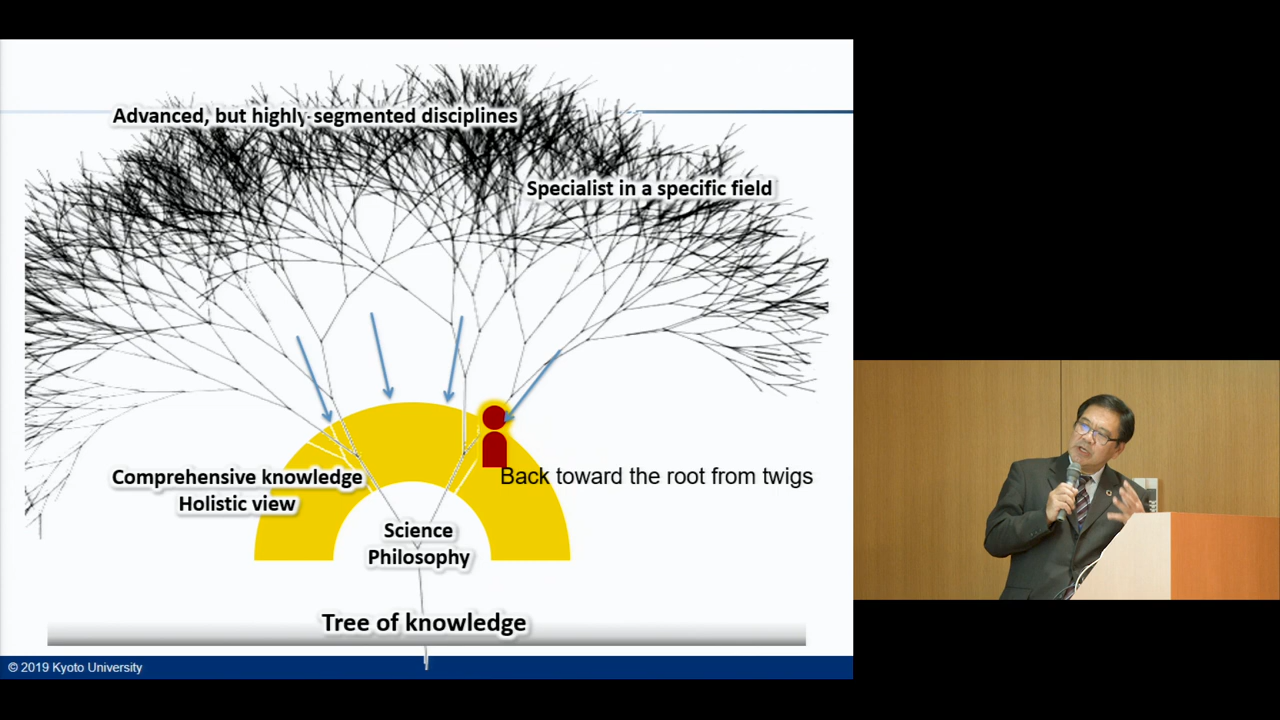 Advanced, but highly segmented disciplines
Specialist in a specific field
Comprehensive knowledge
Holistic view
Back toward the root from twigs
Science
Philosophy
Tree of knowledge
© 2019 Kyoto University